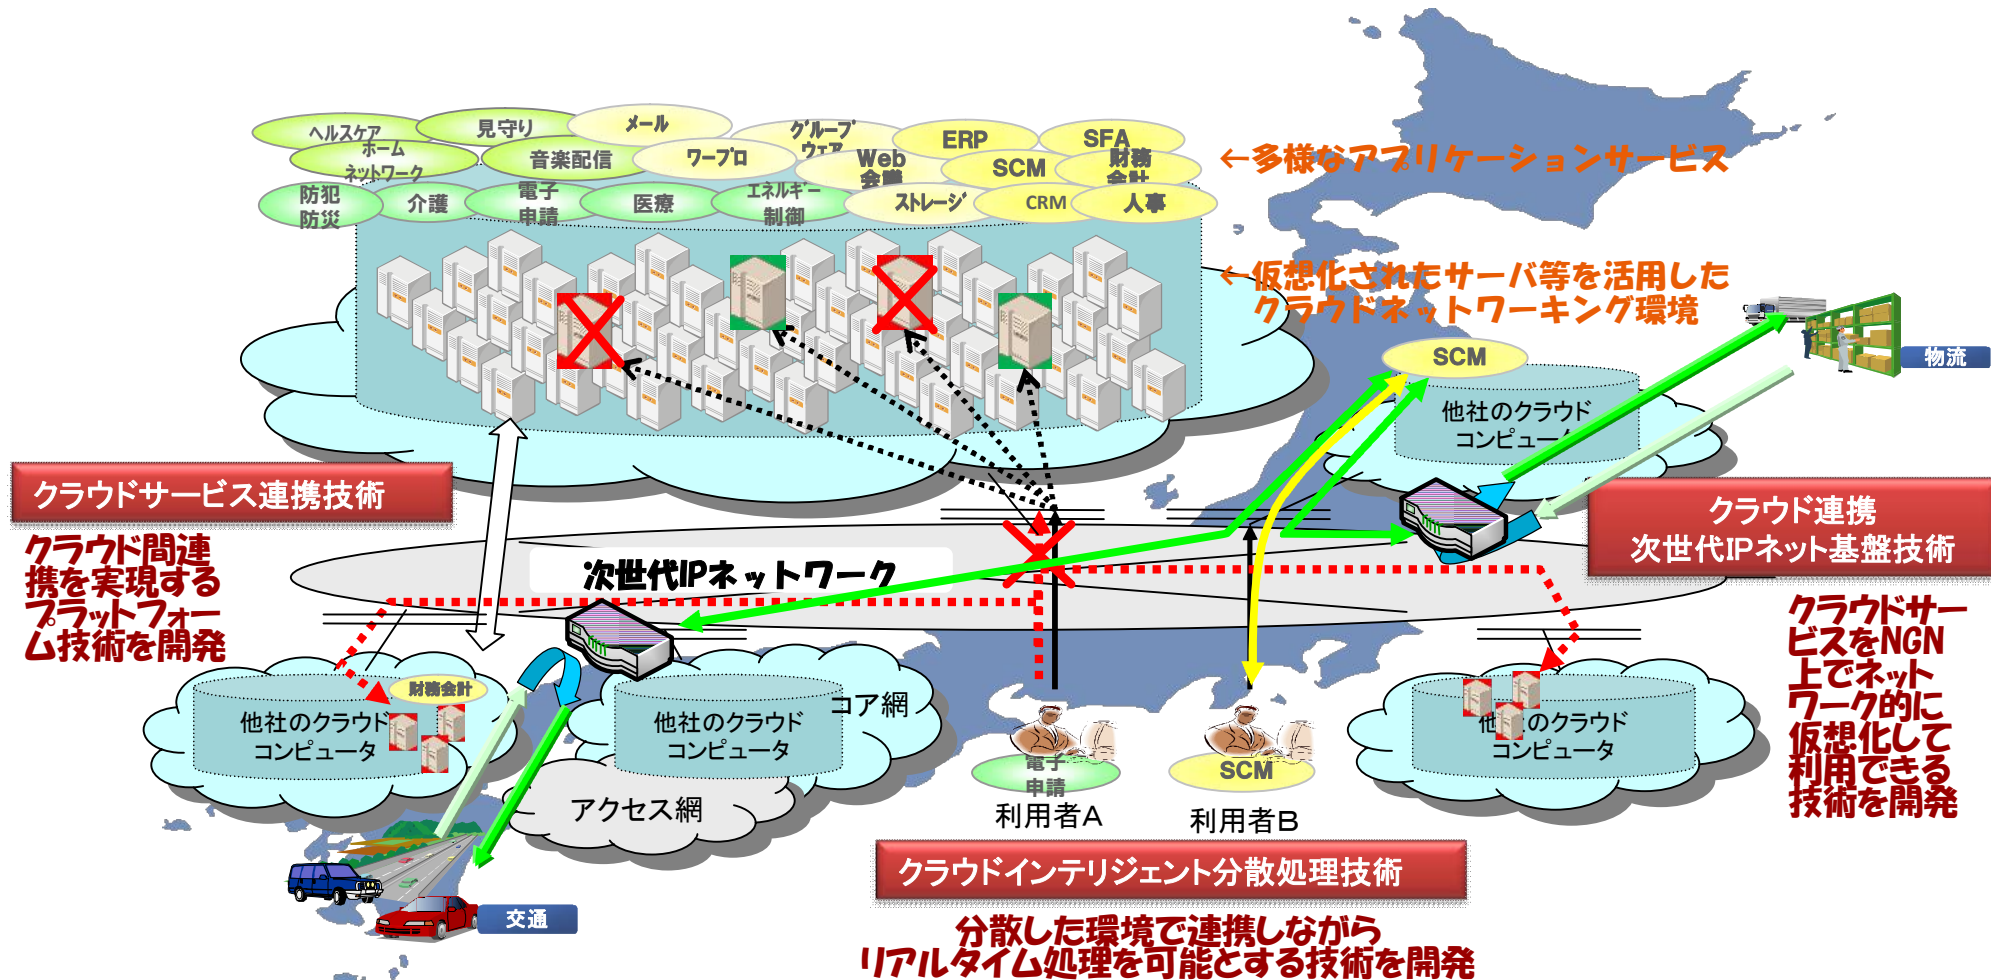 ヘルスケア
見守り
メール
グループ
ウェア
ERP
SFA
ホーム
ネットワーク
音楽配信
ワープロ
Web
会議
SCM
財務
会計
←多様なアプリケーションサービス
防犯
防災
介護
電子
申請
医療
エネルギー
制御
ストレージ
CRM
人事
←仮想化されたサーバ等を活用した
クラウドネットワーキング環境
SCM
物流
他社のクラウド
コンピュータ
クラウドサービス連携技術
クラウド間連
携を実現する
プラットフォー
ム技術を開発
クラウド連携
次世代IPネット基盤技術
次世代IPネットワーク
クラウドサー
ビスをNGN
上でネット
ワーク的に
仮想化して
利用できる
技術を開発
財務会計
他社のクラウド
コンピュータ
他社のクラウド
コンピュータ
コア網
アクセス網
電子
申請
利用者A
SCM
利用者B
他社のクラウド
コンピュータ
交通
クラウドインテリジェント分散処理技術
分散した環境で連携しながら
リアルタイム処理を可能とする技術を開発